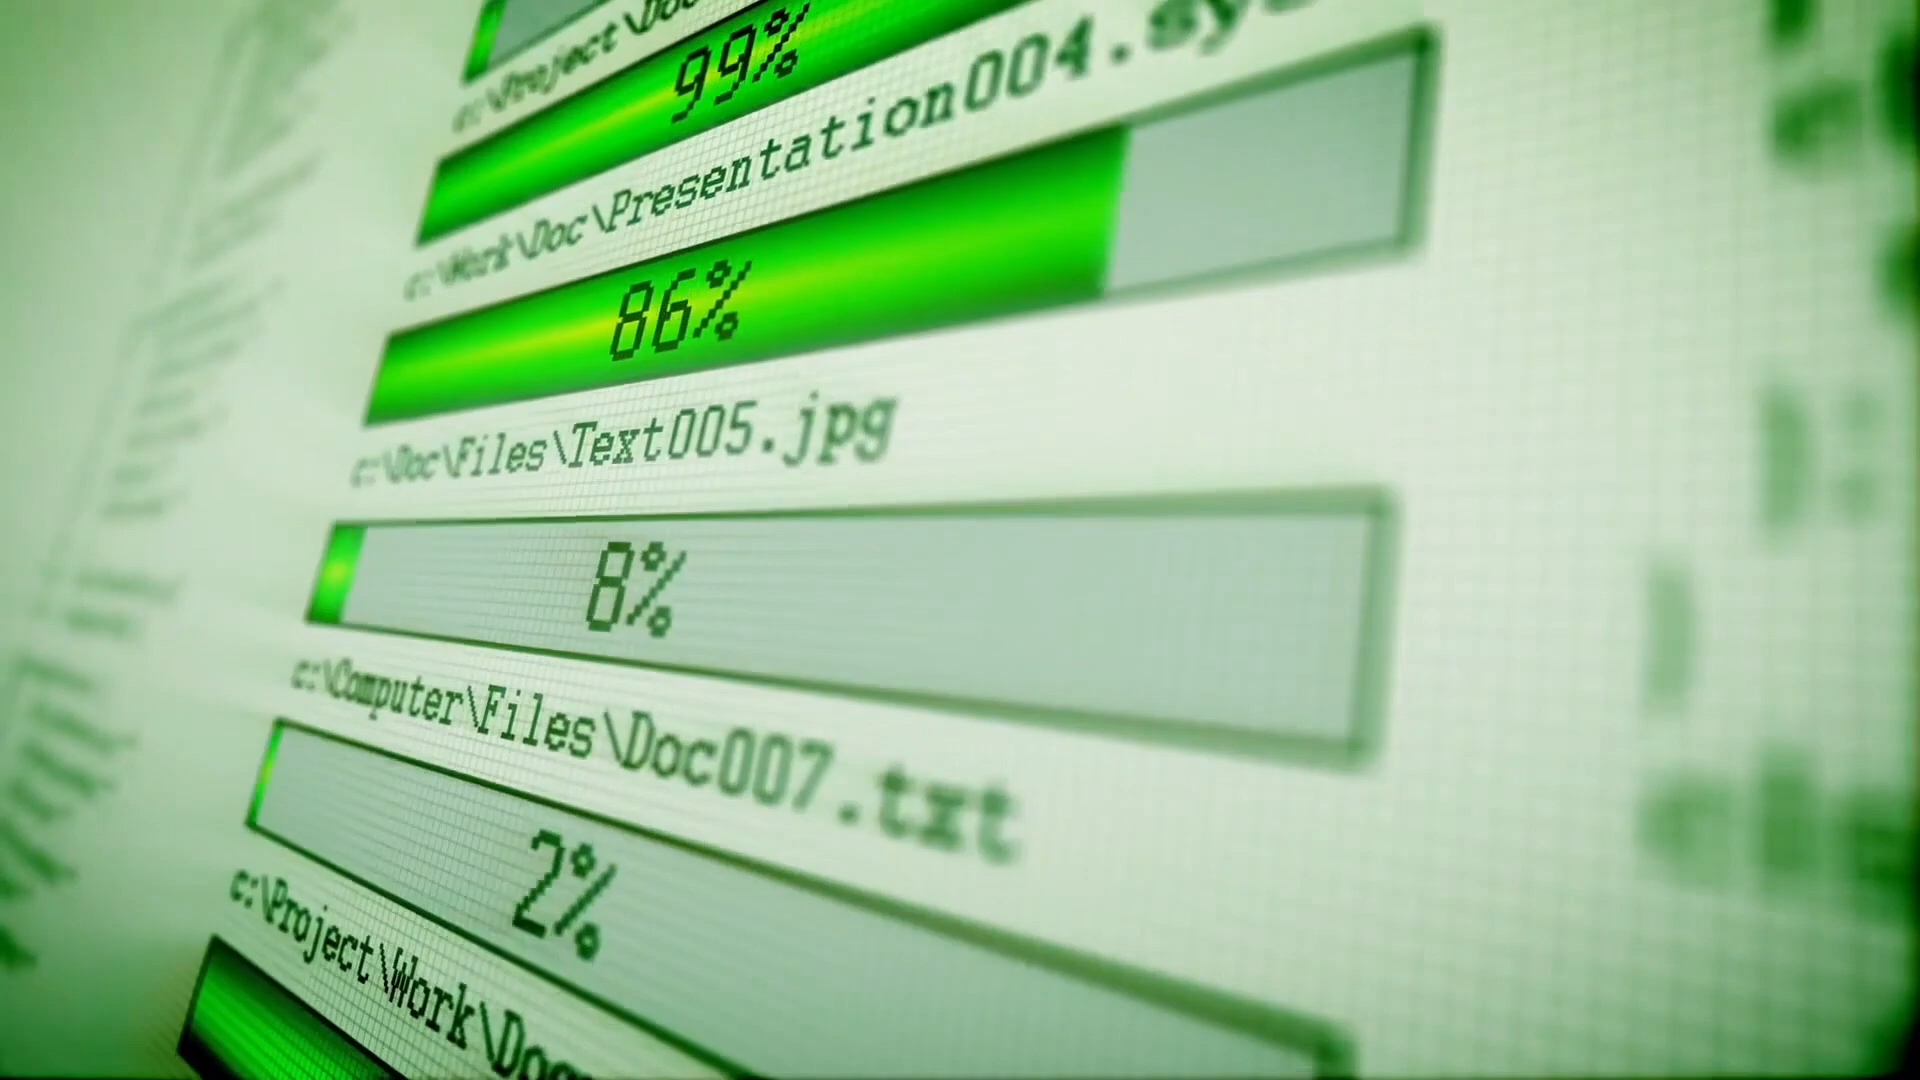 c:\Project\Doc
99%
c:\Work\Doc\Presentation004.sys
86%
c:\Doc\Files\Text005.jpg
8%
c:\Computer\Files\Doc007.txt
2%
c:\Project\Work\Doc